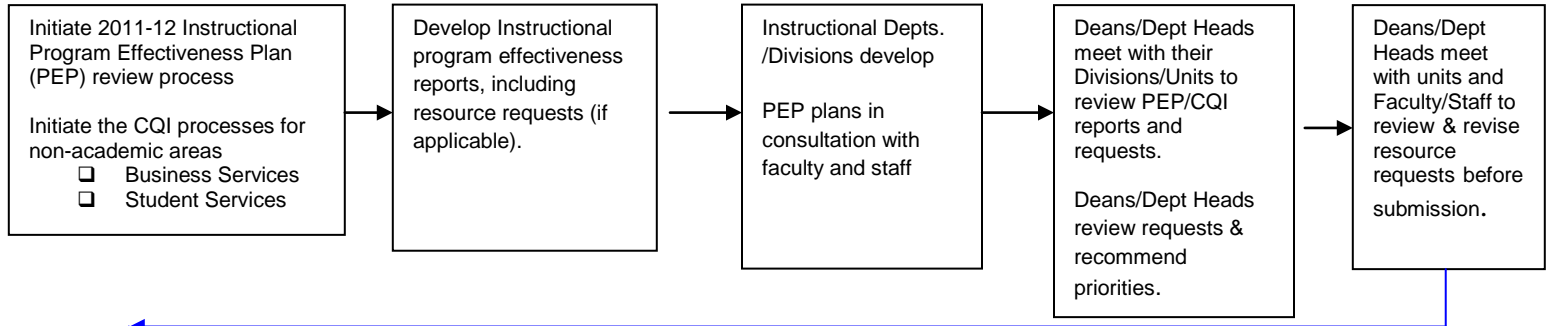 Initiate 2011-12 Instructional
Program Effectiveness Plan
(PEP) review process
Initiate the CQI processes for
non-academic areas
❑ Business Services
❑ Student Services
Develop Instructional
program effectiveness
reports, including
resource requests (if
applicable).
Instructional Depts.
/Divisions develop
PEP plans in
consultation with
faculty and staff
Deans/Dept Heads
meet with their
Divisions/Units to
review PEP/CQI
reports and
requests.
Deans/Dept Heads
review requests &
recommend
priorities.
Deans/Dept
Heads meet
with units and
Faculty/Staff to
review & revise
resource
requests before
submission.